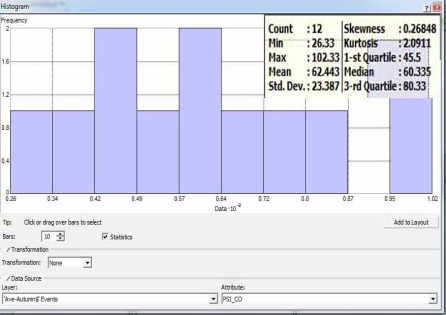 Histogram
Frequency
Count : 12 Skewness : 0.26848
Min : 26.33 Kurtosis : 2.0911
Max : 102.33 1-st Quartile : 45.5
Mean : 62.443 Median : 60.335
Std. Dev. : 23.387 3-rd Quartile : 80.33
2
1.6
1.2
0.8
0.4
0
0.26 0.34 0.42 0.49 0.57 0.64 0.72 0.8 0.87 0.95 1.02
Data · 10 -2
Tip: Click or drag over bars to select
Add to Layout
Bars: 10 Statistics
Transformation
Transformation: None
Data Source
Layer: Attribute:
'Ave-Autumn$' Events PSI_CO